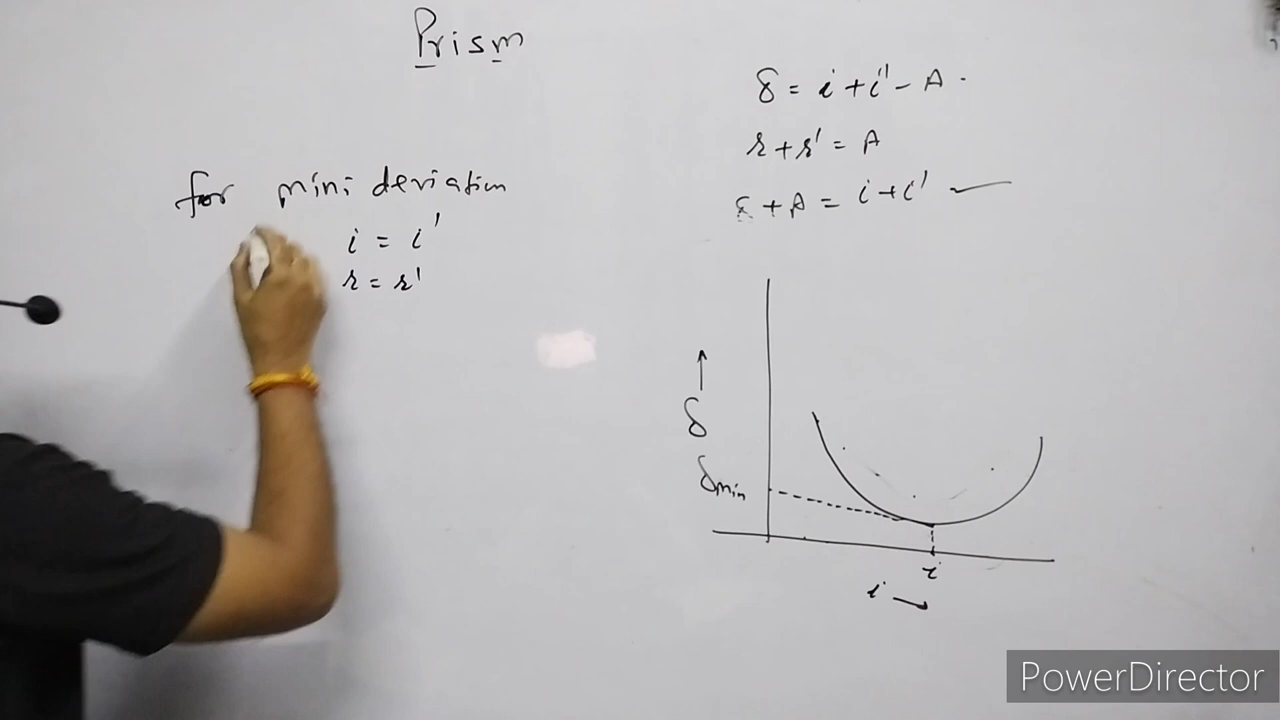 Prism
δ = i + i' - A
r + r' = A
δ + A = i + i'
for mini deviation
i = i'
r = r'
δ
δmin
i
i
PowerDirector